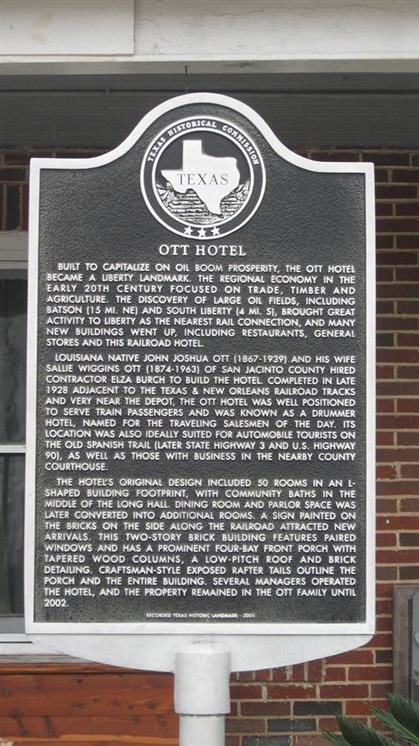 TEXAS HISTORICAL COMMISSION
TEXAS
OTT HOTEL
BUILT TO CAPITALIZE ON OIL BOOM PROSPERITY, THE OTT HOTEL
BECAME A LIBERTY LANDMARK. THE REGIONAL ECONOMY IN THE
EARLY 20TH CENTURY FOCUSED ON TRADE, TIMBER AND
AGRICULTURE. THE DISCOVERY OF LARGE OIL FIELDS, INCLUDING
BATSON (15 MI. NE) AND SOUTH LIBERTY (4 MI. S), BROUGHT GREAT
ACTIVITY TO LIBERTY AS THE NEAREST RAIL CONNECTION, AND MANY
NEW BUILDINGS WENT UP, INCLUDING RESTAURANTS, GENERAL
STORES AND THIS RAILROAD HOTEL.
LOUISIANA NATIVE JOHN JOSHUA OTT (1867-1939) AND HIS WIFE
SALLIE WIGGINS OTT (1874-1963) OF SAN JACINTO COUNTY HIRED
CONTRACTOR ELZA BURCH TO BUILD THE HOTEL. COMPLETED IN LATE
1928 ADJACENT TO THE TEXAS & NEW ORLEANS RAILROAD TRACKS
AND VERY NEAR THE DEPOT, THE OTT HOTEL WAS WELL POSITIONED
TO SERVE TRAIN PASSENGERS AND WAS KNOWN AS A DRUMMER
HOTEL, NAMED FOR THE TRAVELING SALESMEN OF THE DAY. ITS
LOCATION WAS ALSO IDEALLY SUITED FOR AUTOMOBILE TOURISTS ON
THE OLD SPANISH TRAIL (LATER STATE HIGHWAY 3 AND U.S. HIGHWAY
90), AS WELL AS THOSE WITH BUSINESS IN THE NEARBY COUNTY
COURTHOUSE.
THE HOTEL'S ORIGINAL DESIGN INCLUDED 50 ROOMS IN AN L-
SHAPED BUILDING FOOTPRINT, WITH COMMUNITY BATHS IN THE
MIDDLE OF THE LONG HALL. DINING ROOM AND PARLOR SPACE WAS
LATER CONVERTED INTO ADDITIONAL ROOMS. A SIGN PAINTED ON
THE BRICKS ON THE SIDE ALONG THE RAILROAD ATTRACTED NEW
ARRIVALS. THIS TWO-STORY BRICK BUILDING FEATURES PAIRED
WINDOWS AND HAS A PROMINENT FOUR-BAY FRONT PORCH WITH
TAPERED WOOD COLUMNS, A LOW-PITCH ROOF AND BRICK
DETAILING. CRAFTSMAN-STYLE EXPOSED RAFTER TAILS OUTLINE THE
PORCH AND THE ENTIRE BUILDING. SEVERAL MANAGERS OPERATED
THE HOTEL, AND THE PROPERTY REMAINED IN THE OTT FAMILY UNTIL
2002.
RECORDED TEXAS HISTORIC LANDMARK - 2005